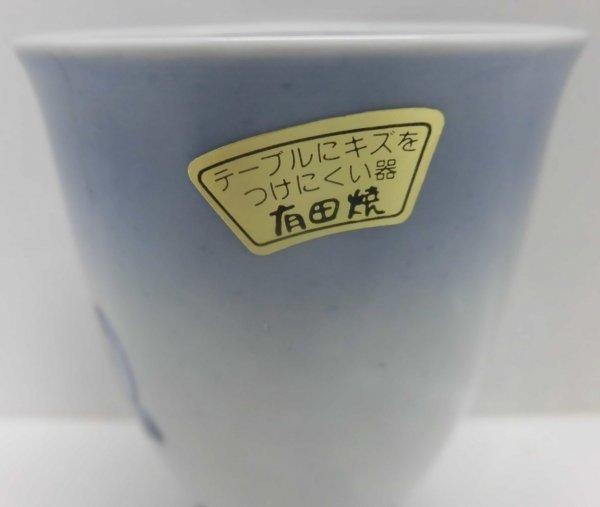 テーブルにキズを
つけにくい器
有田焼